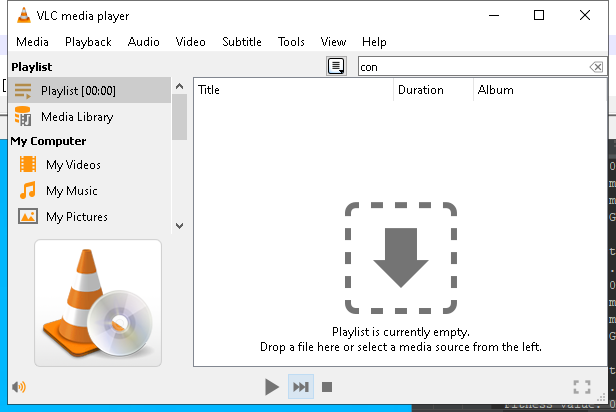 VLC media player
Media Playback Audio Video Subtitle Tools View Help
Playlist
con
Playlist [00:00]
Title Duration Album
Media Library
My Computer
My Videos
My Music
My Pictures
Playlist is currently empty.
Drop a file here or select a media source from the left.